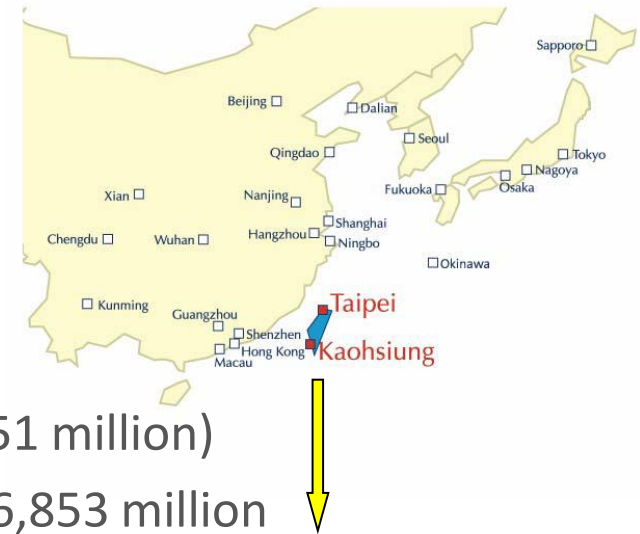 Sapporo
Beijing
Dalian
Seoul
Qingdao
Tokyo
Nagoya
Osaka
Fukuoka
Xian
Nanjing
Shanghai
Hangzhou
Ningbo
Chengdu
Wuhan
Okinawa
Kunming
Guangzhou
Taipei
Shenzhen
Hong Kong
Kaohsiung
Macau
51 million)
6,853 million